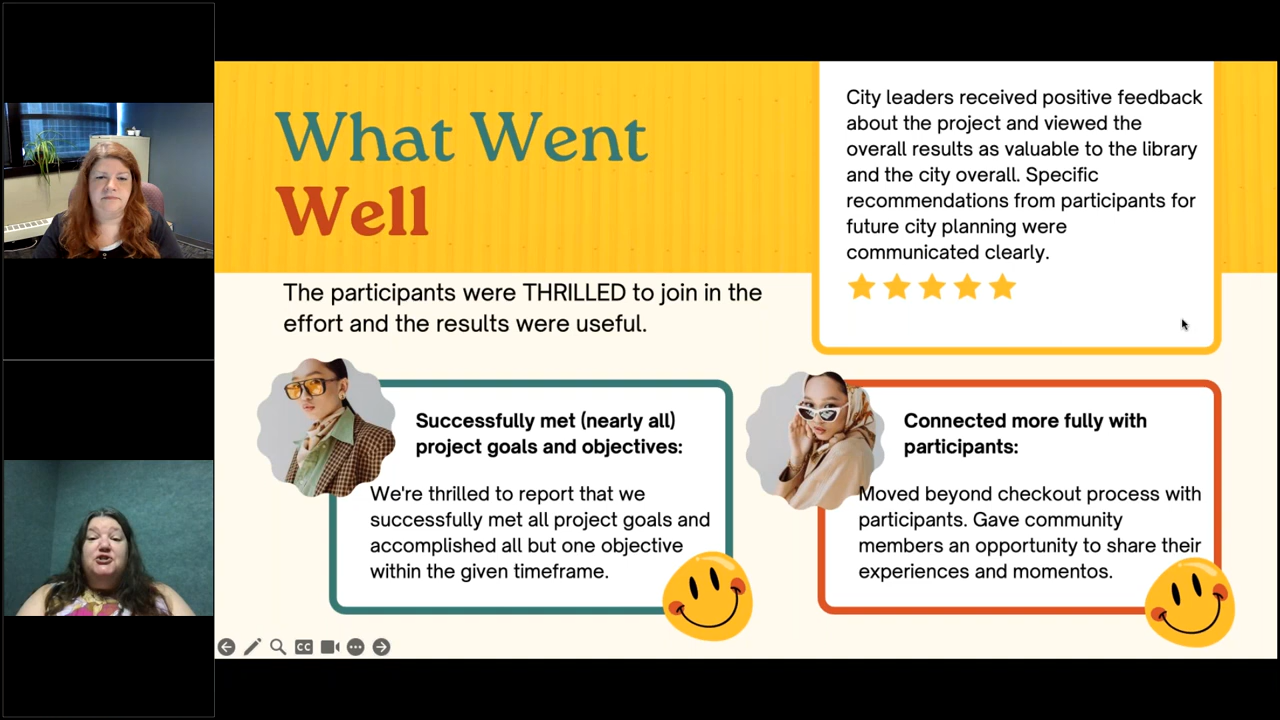 What Went
Well
The participants were THRILLED to join in the
effort and the results were useful.
City leaders received positive feedback
about the project and viewed the
overall results as valuable to the library
and the city overall. Specific
recommendations from participants for
future city planning were
communicated clearly.
Successfully met (nearly all)
project goals and objectives:
We're thrilled to report that we
successfully met all project goals and
accomplished all but one objective
within the given timeframe.
Connected more fully with
participants:
Moved beyond checkout process with
participants. Gave community
members an opportunity to share their
experiences and momentos.
CC